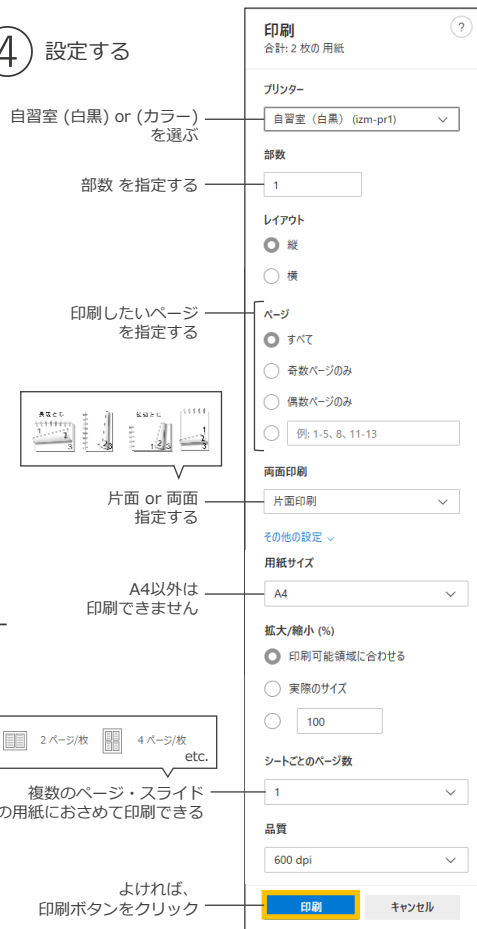 4 設定する
自習室 (白黒) or (カラー)
を選ぶ
部数 を指定する
印刷したいページ
を指定する
長辺とじ
短辺とじ
片面 or 両面
指定する
A4以外は
印刷できません
2 ページ/枚
4 ページ/枚
etc.
複数のページ・スライド
の用紙におさめて印刷できる
よければ、
印刷ボタンをクリック
印刷
?
合計: 2 枚の 用紙
プリンター
自習室（白黒） (izm-pr1)
部数
1
レイアウト
縦
横
ページ
すべて
奇数ページのみ
偶数ページのみ
例: 1-5、8、11-13
両面印刷
片面印刷
その他の設定
用紙サイズ
A4
拡大/縮小 (%)
印刷可能領域に合わせる
実際のサイズ
100
シートごとのページ数
1
品質
600 dpi
印刷
キャンセル